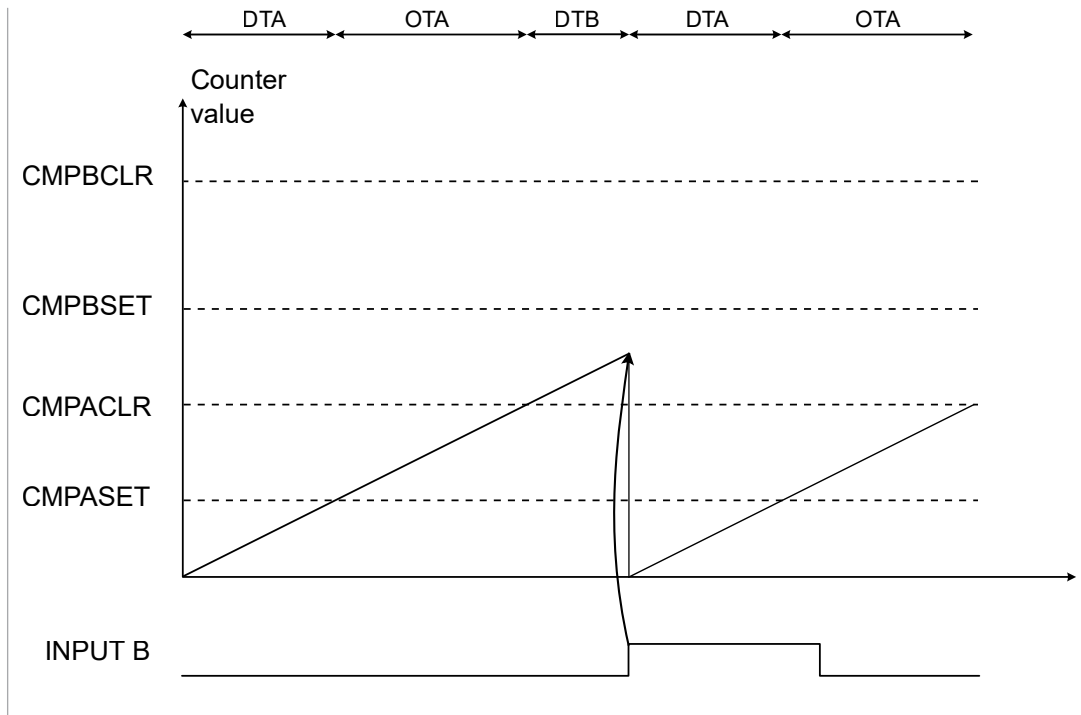 DTA OTA DTB DTA OTA
Counter
value
CMPBCLR
CMPBSET
CMPACLR
CMPASET
INPUT B